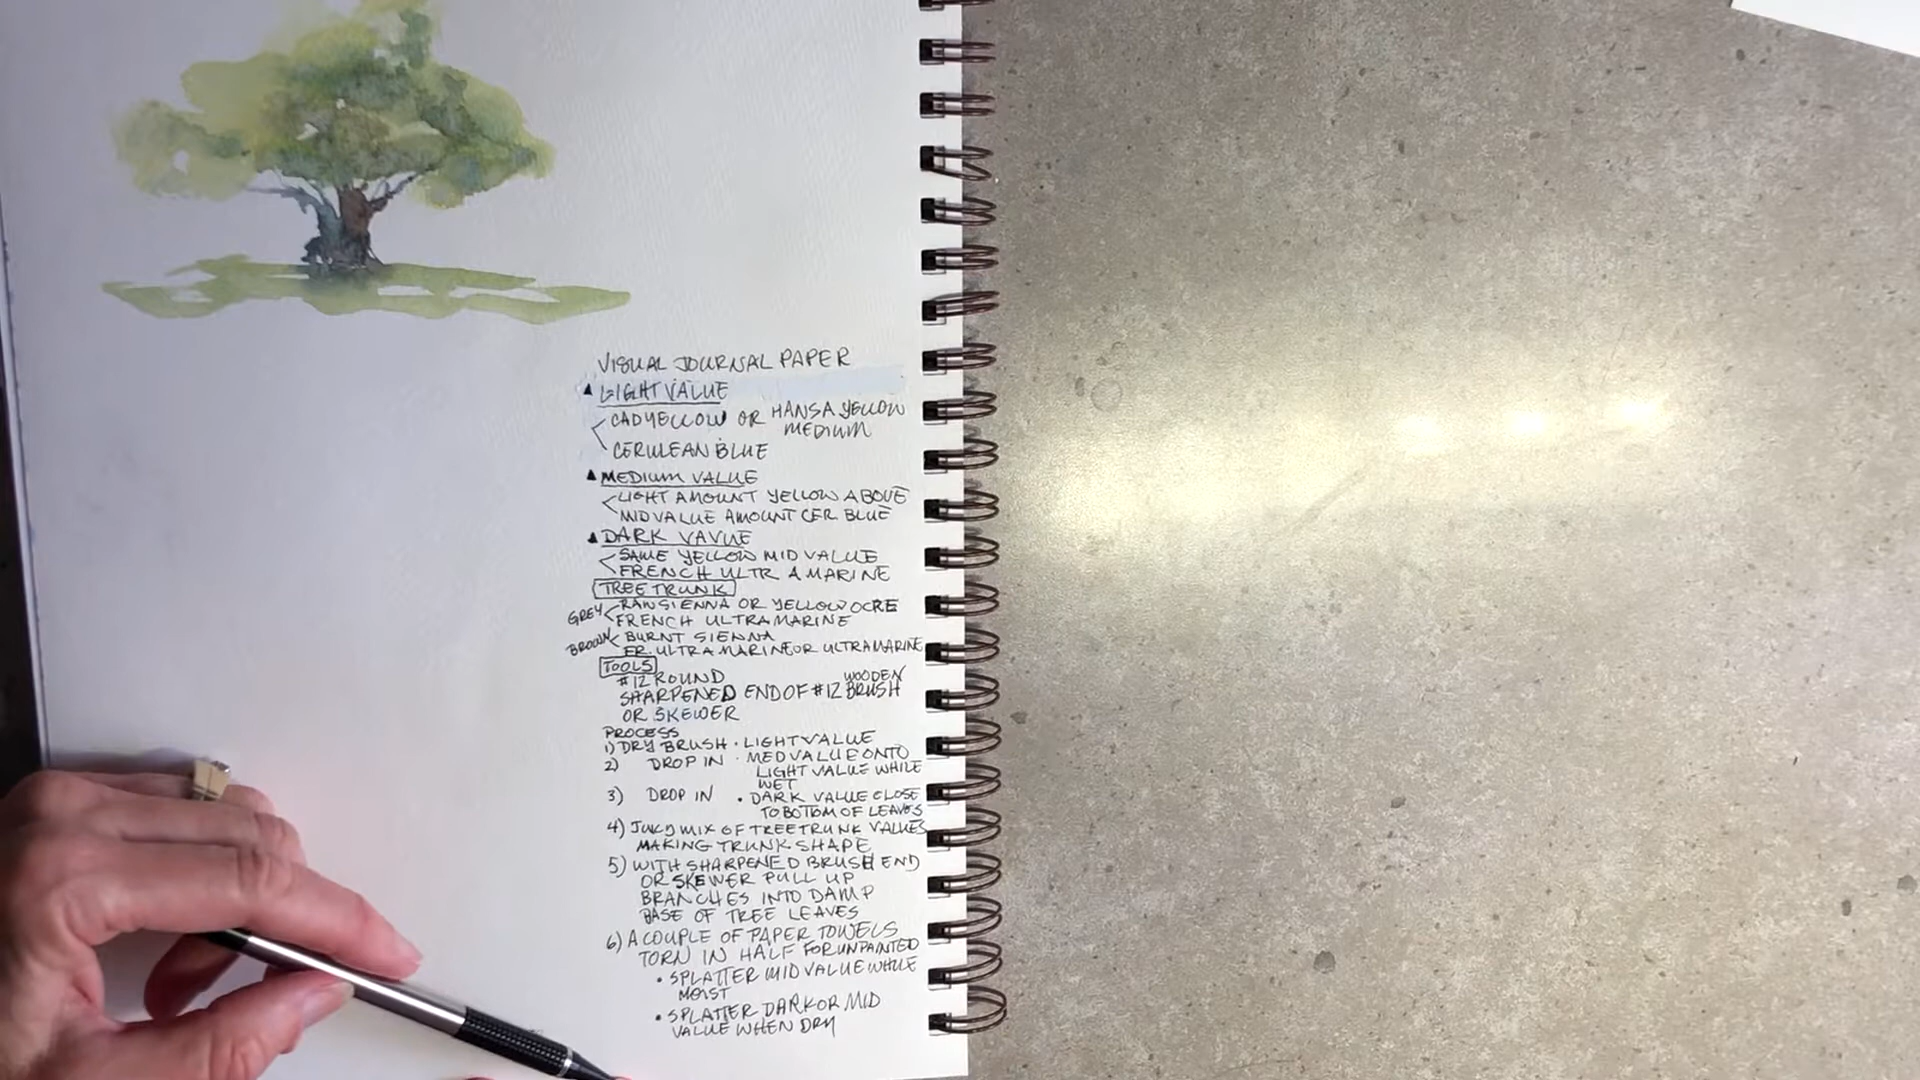 VISUAL JOURNAL PAPER
LIGHT VALUE
CAD YELLOW OR HANSA YELLOW
MEDIUM
CERULEAN BLUE
MEDIUM VALUE
LIGHT AMOUNT YELLOW ABOVE
MID VALUE AMOUNT CER BLUE
DARK VAVUE
SAME YELLOW MID VALUE
FRENCH ULTRAMARINE
TREE TRUNK
GREY RAW SIENNA OR YELLOW OCRE
FRENCH ULTRAMARINE
BROWN BURNT SIENNA
FR. ULTRAMARINE OR ULTRAMARINE
TOOLS
#12 ROUND
SHARPENED END OF #12 WOODEN BRUSH
OR SKEWER
PROCESS
1) DRY BRUSH · LIGHT VALUE
2) DROP IN · MED VALUE ONTO
LIGHT VALUE WHILE
WET
3) DROP IN · DARK VALUE CLOSE
TO BOTTOM OF LEAVES
4) JUICY MIX OF TREE TRUNK VALUES
MAKING TRUNK SHAPE
5) WITH SHARPENED BRUSH END
OR SKEWER PULL UP
BRANCHES INTO DAMP
BASE OF TREE LEAVES
6) A COUPLE OF PAPER TOWELS
TORN IN HALF FOR UNPAINTED
· SPLATTER MID VALUE WHILE
MOIST
· SPLATTER DARK OR MID
VALUE WHEN DRY